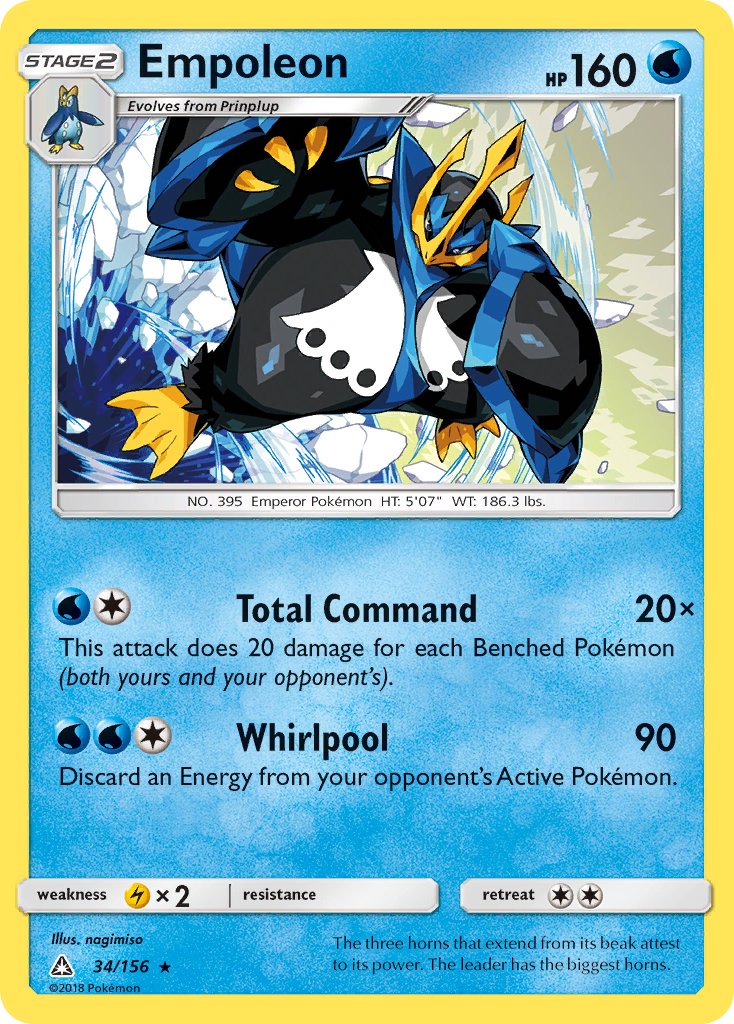 STAGE2
Empoleon
HP 160
Evolves from Prinplup
NO. 395 Emperor Pokémon HT: 5'07" WT: 186.3 lbs.
Total Command 20×
This attack does 20 damage for each Benched Pokémon
(both yours and your opponent's).
Whirlpool 90
Discard an Energy from your opponent's Active Pokémon.
weakness × 2 resistance retreat
Illus. nagimiso
34/156 ★
©2018 Pokémon
The three horns that extend from its beak attest
to its power. The leader has the biggest horns.